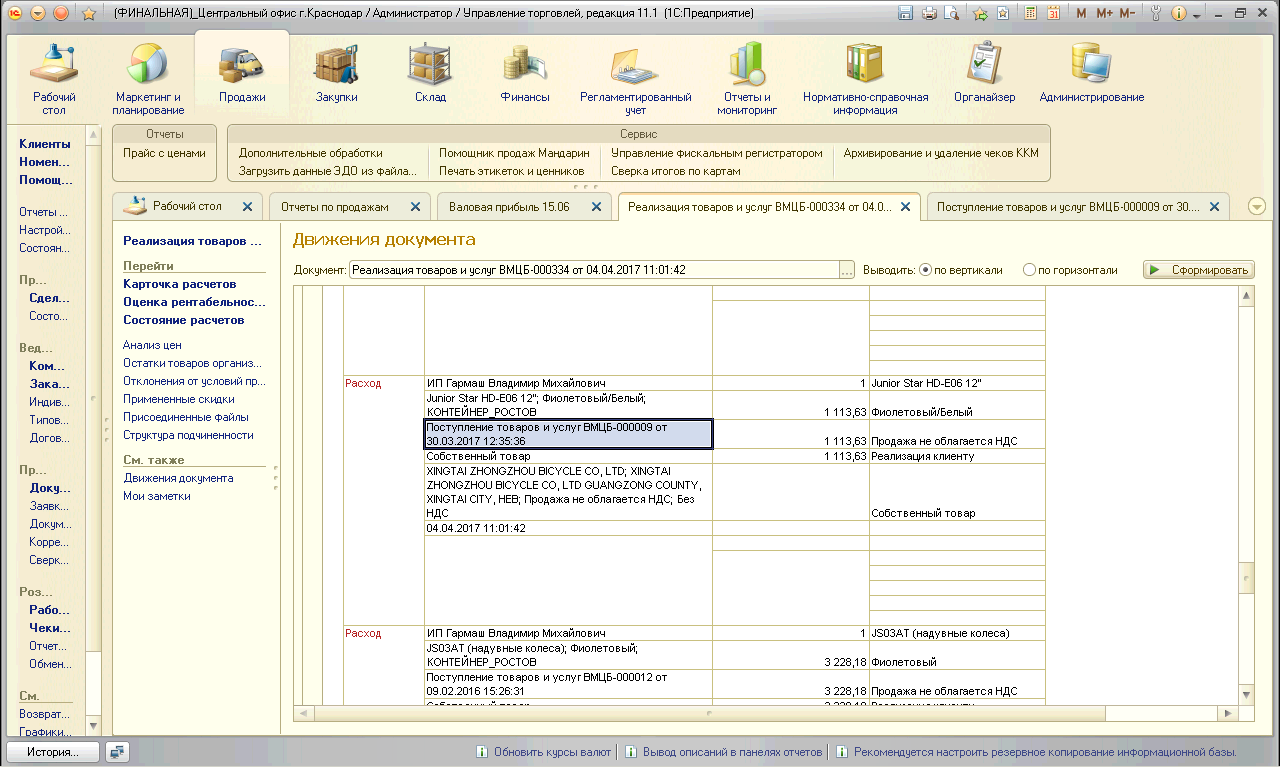 (ФИНАЛЬНАЯ)_Центральный офис г.Краснодар / Администратор / Управление торговлей, редакция 11.1 (1С:Предприятие)
M M+ M-
Рабочий стол
Маркетинг и планирование
Продажи
Закупки
Склад
Финансы
Регламентированный учет
Отчеты и мониторинг
Нормативно-справочная информация
Органайзер
Администрирование
Клиенты
Номен...
Помощ...
Отчеты ...
Настрой...
Состоян...
Пр...
Сдел...
Состо...
Вед...
Ком...
Зака...
Индив...
Типов...
Догов...
Пр...
Доку...
Заявк...
Докум...
Корре...
Сверк...
Роз...
Рабо...
Чеки...
Отчет...
Обмен...
См.
Возврат...
Графики...
Отчеты
Прайс с ценами
Сервис
Дополнительные обработки
Помощник продаж Мандарин
Управление фискальным регистратором
Архивирование и удаление чеков ККМ
Загрузить данные ЭДО из файла...
Печать этикеток и ценников
Сверка итогов по картам
Рабочий стол
Отчеты по продажам
Валовая прибыль 15.06
Реализация товаров и услуг ВМЦБ-000334 от 04.0...
Поступление товаров и услуг ВМЦБ-000009 от 30....
Реализация товаров ...
Перейти
Карточка расчетов
Оценка рентабельнос...
Состояние расчетов
Анализ цен
Остатки товаров организ...
Отклонения от условий пр...
Примененные скидки
Присоединенные файлы
Структура подчиненности
См. также
Движения документа
Мои заметки
Движения документа
Документ: Реализация товаров и услуг ВМЦБ-000334 от 04.04.2017 11:01:42 ... Выводить: по вертикали по горизонтали Сформировать
Расход ИП Гармаш Владимир Михайлович 1 Junior Star HD-E06 12"
Junior Star HD-E06 12"; Фиолетовый/Белый;
КОНТЕЙНЕР_РОСТОВ 1 113,63 Фиолетовый/Белый
Поступление товаров и услуг ВМЦБ-000009 от
30.03.2017 12:35:36 1 113,63 Продажа не облагается НДС
Собственный товар 1 113,63 Реализация клиенту
XINGTAI ZHONGZHOU BICYCLE CO, LTD; XINGTAI
ZHONGZHOU BICYCLE CO, LTD GUANGZONG COUNTY,
XINGTAI CITY, HEB; Продажа не облагается НДС; Без
НДС Собственный товар
04.04.2017 11:01:42
Расход ИП Гармаш Владимир Михайлович 1 JS03AT (надувные колеса)
JS03AT (надувные колеса); Фиолетовый;
КОНТЕЙНЕР_РОСТОВ 3 228,18 Фиолетовый
Поступление товаров и услуг ВМЦБ-000012 от
09.02.2016 15:26:31 3 228,18 Продажа не облагается НДС
Собственный товар 3 228,18 Реализация клиенту
История...
Обновить курсы валют
Вывод описаний в панелях отчетов
Рекомендуется настроить резервное копирование информационной базы.